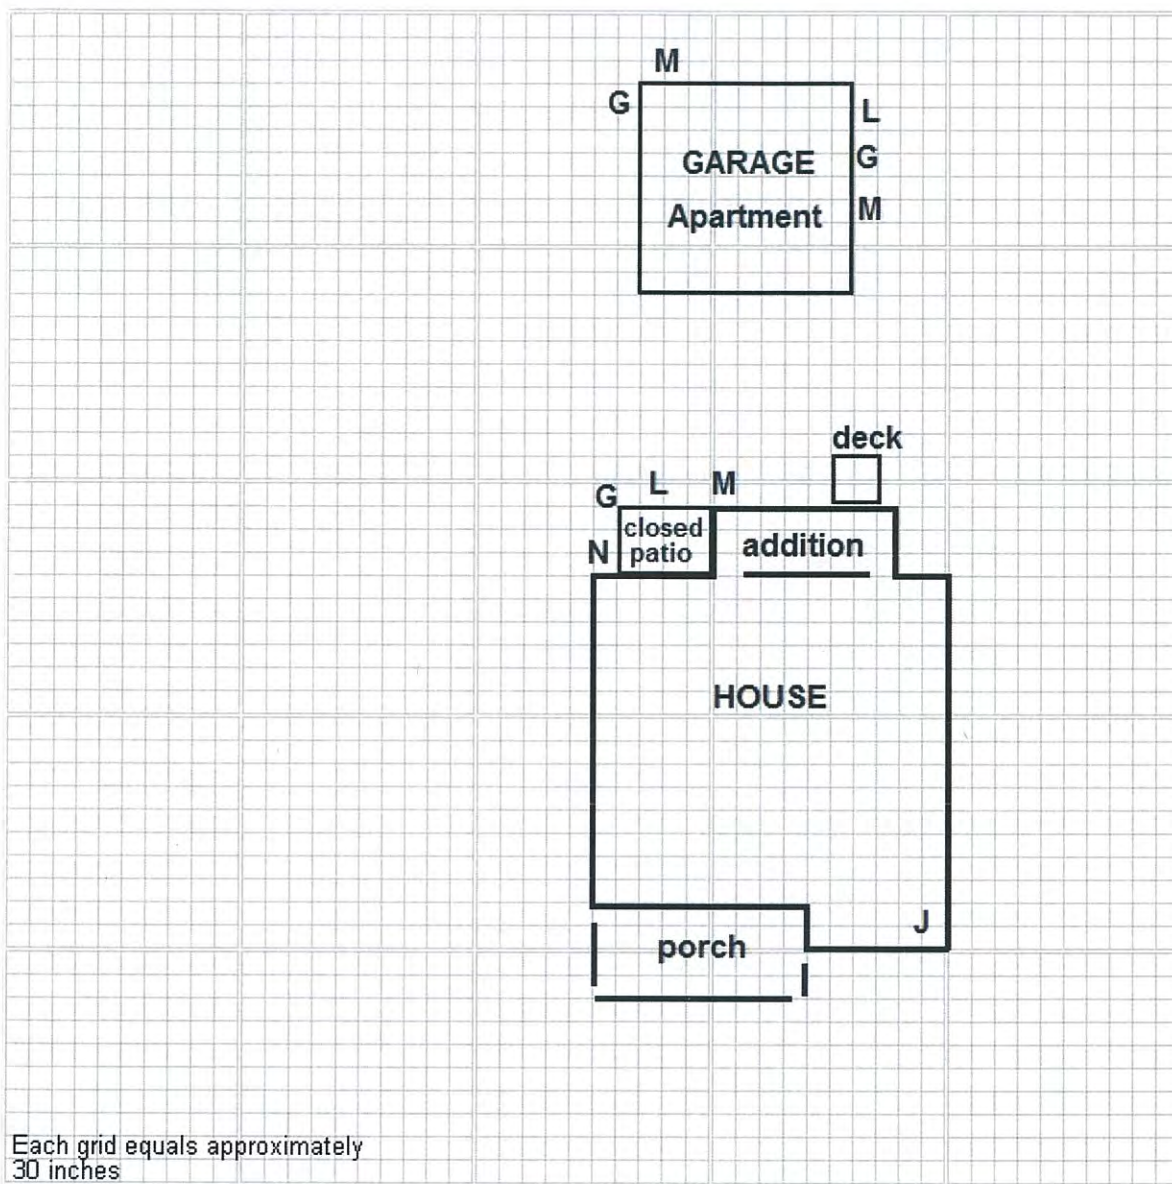 M
G
L
GARAGE
G
Apartment
M
deck
G
L
M
closed
patio
N
addition
HOUSE
J
porch
Each grid equals approximately
30 inches